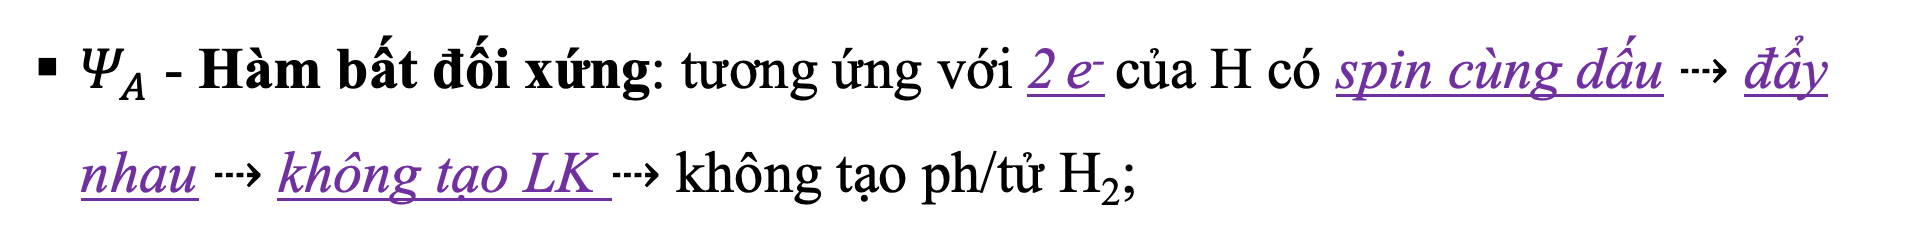 ▪ Ψ_A - Hàm bất đối xứng: tương ứng với 2 e⁻ của H có spin cùng dấu ⇢ đẩy
nhau ⇢ không tạo LK ⇢ không tạo ph/tử H₂;